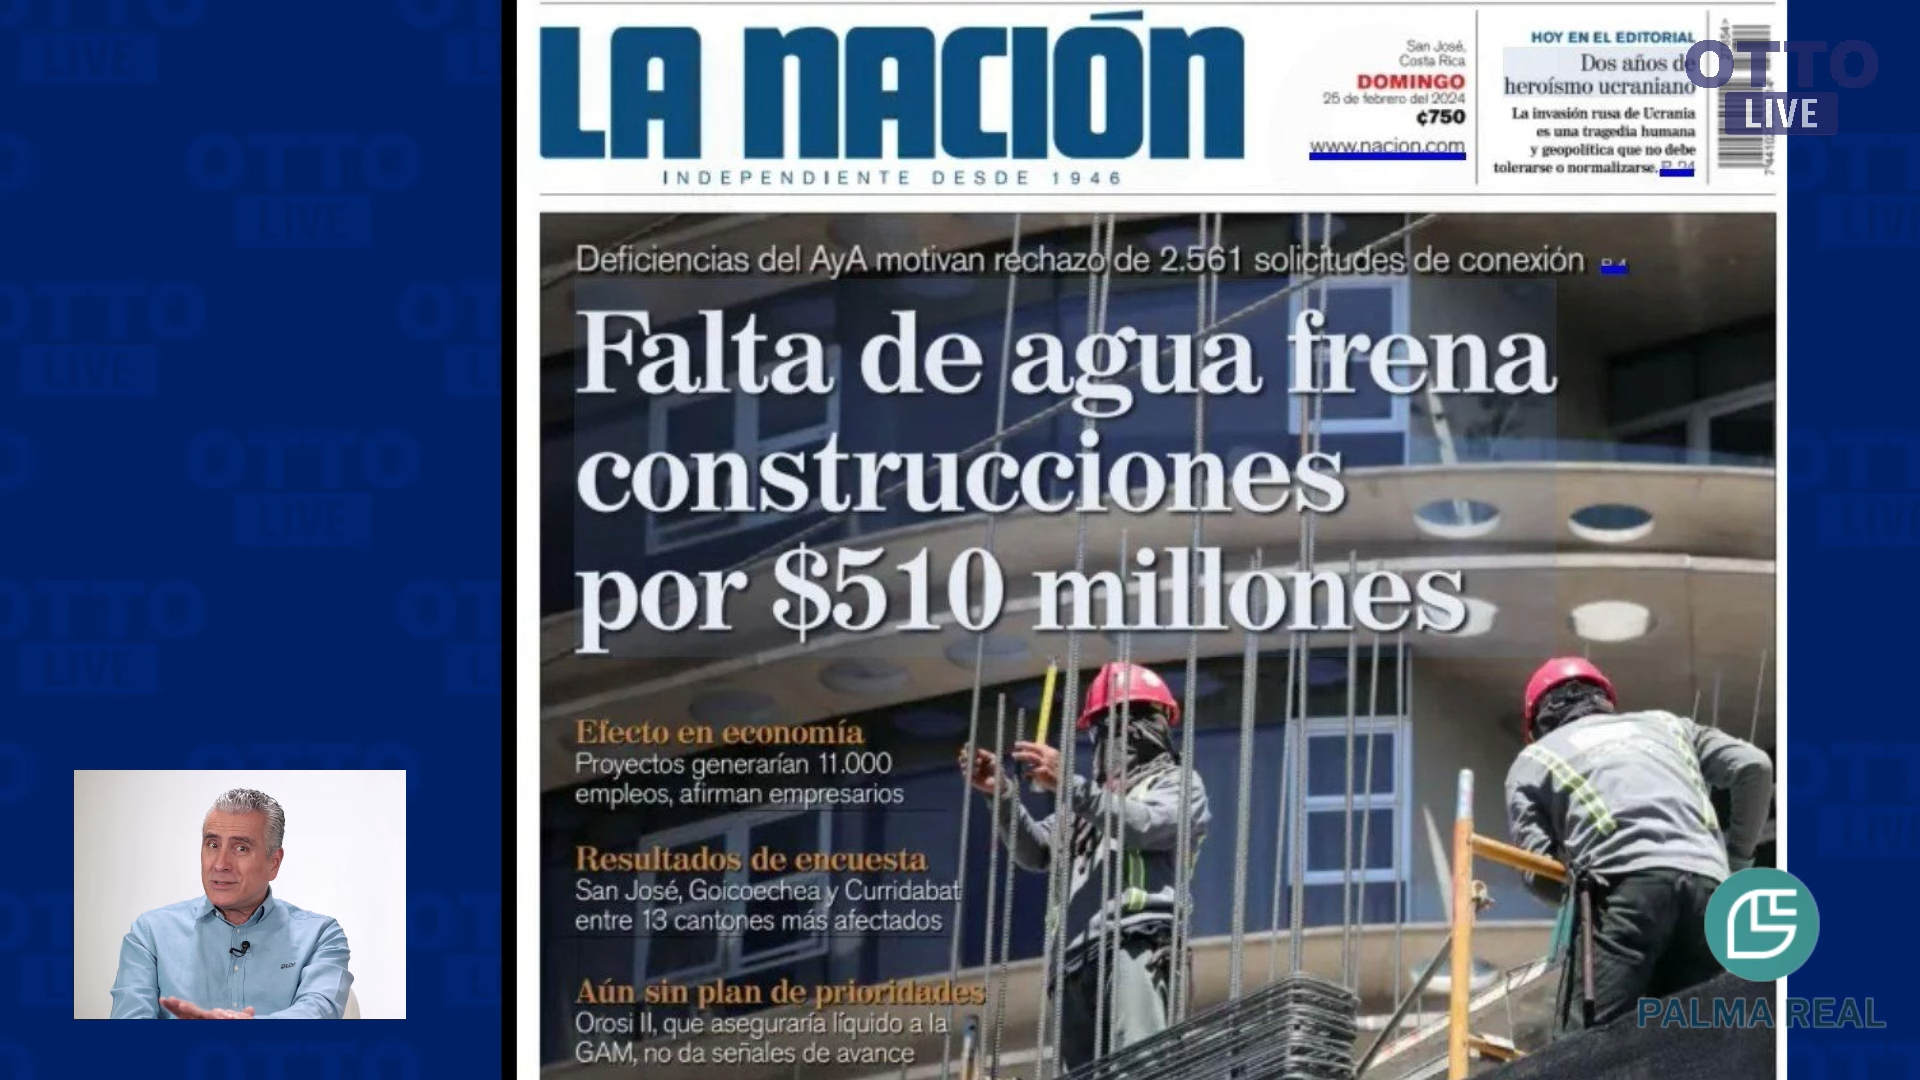 LA NACIÓN
INDEPENDIENTE DESDE 1946
San José,
Costa Rica
DOMINGO
25 de febrero del 2024
¢750
www.nacion.com
HOY EN EL EDITORIAL
Dos años de
heroísmo ucraniano
La invasión rusa de Ucrania
es una tragedia humana
y geopolítica que no debe
tolerarse o normalizarse. P. 24
OTTO
LIVE
Deficiencias del AyA motivan rechazo de 2.561 solicitudes de conexión P. 4
Falta de agua frena
construcciones
por $510 millones
Efecto en economía
Proyectos generarían 11.000
empleos, afirman empresarios
Resultados de encuesta
San José, Goicoechea y Curridabat
entre 13 cantones más afectados
Aún sin plan de prioridades
Orosi II, que aseguraría líquido a la
GAM, no da señales de avance
PALMA REAL